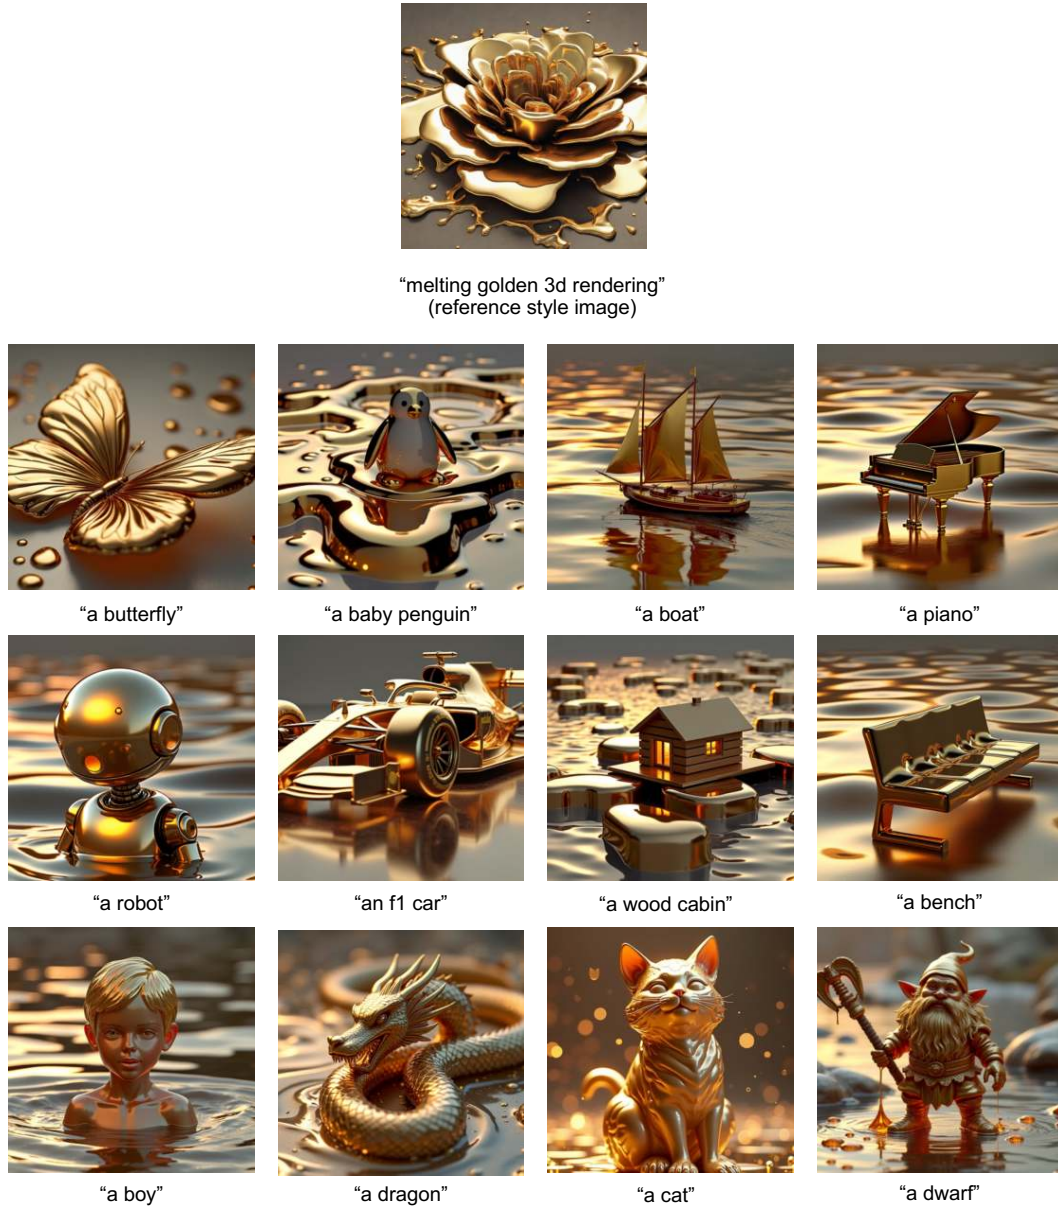 “melting golden 3d rendering”
(reference style image)
“a butterfly”
“a baby penguin”
“a boat”
“a piano”
“a robot”
“an f1 car”
“a wood cabin”
“a bench”
“a boy”
“a dragon”
“a cat”
“a dwarf”